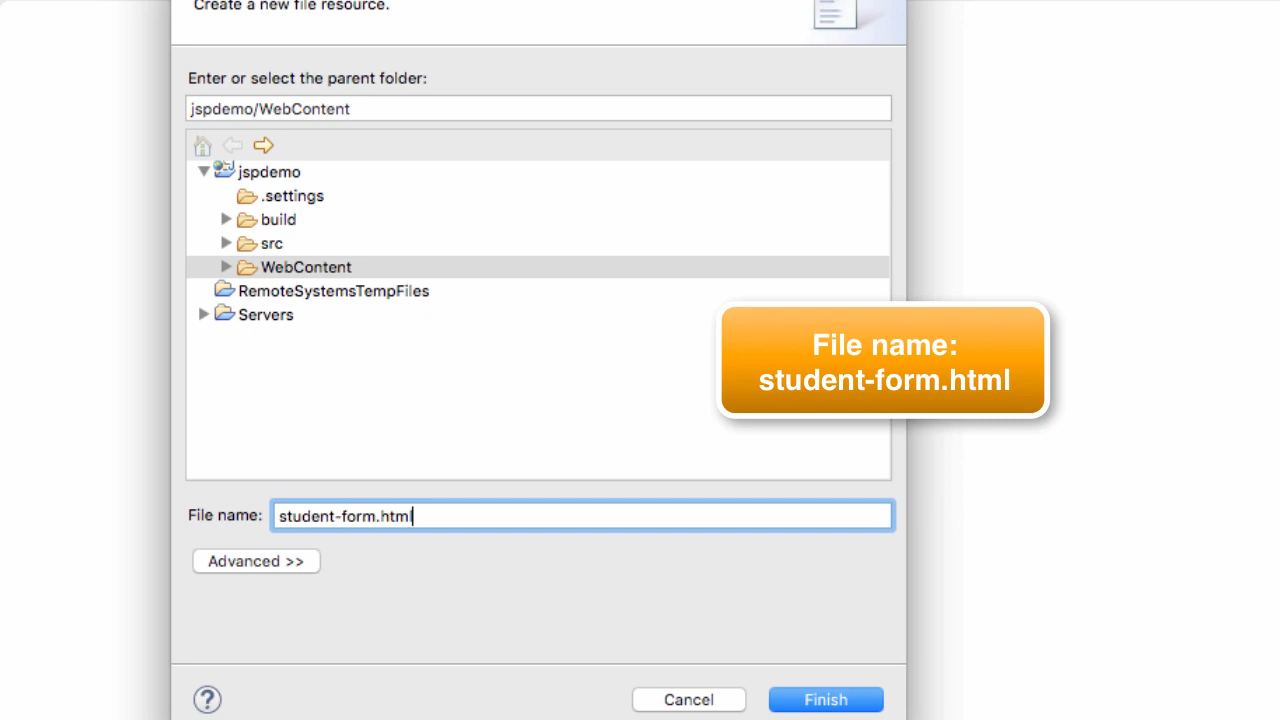 Create a new file resource.
Enter or select the parent folder:
jspdemo/WebContent
jspdemo
.settings
build
src
WebContent
RemoteSystemsTempFiles
Servers
File name:
student-form.html
File name: student-form.html
Advanced >>
?
Cancel Finish